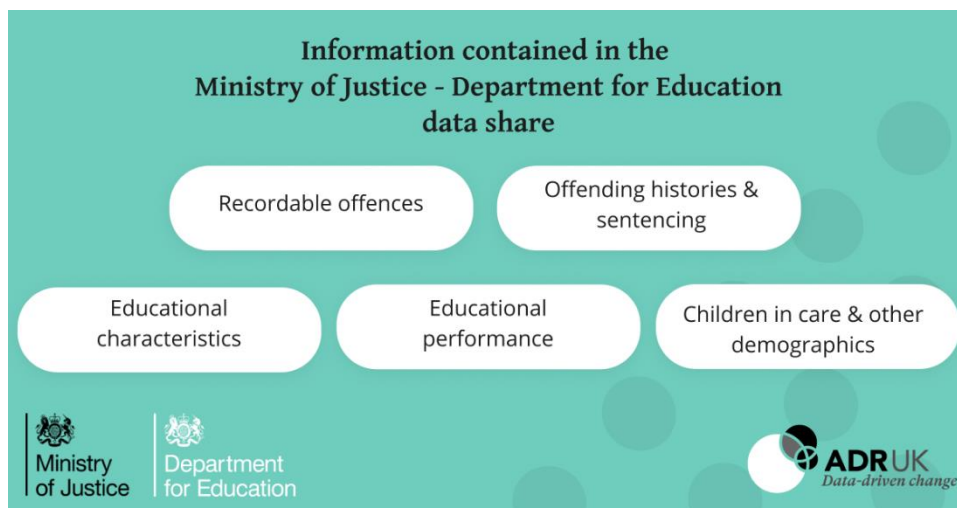 Information contained in the
Ministry of Justice - Department for Education
data share
Recordable offences
Offending histories &
sentencing
Educational
characteristics
Educational
performance
Children in care & other
demographics
Ministry
of Justice
Department
for Education
ADRUK
Data-driven change